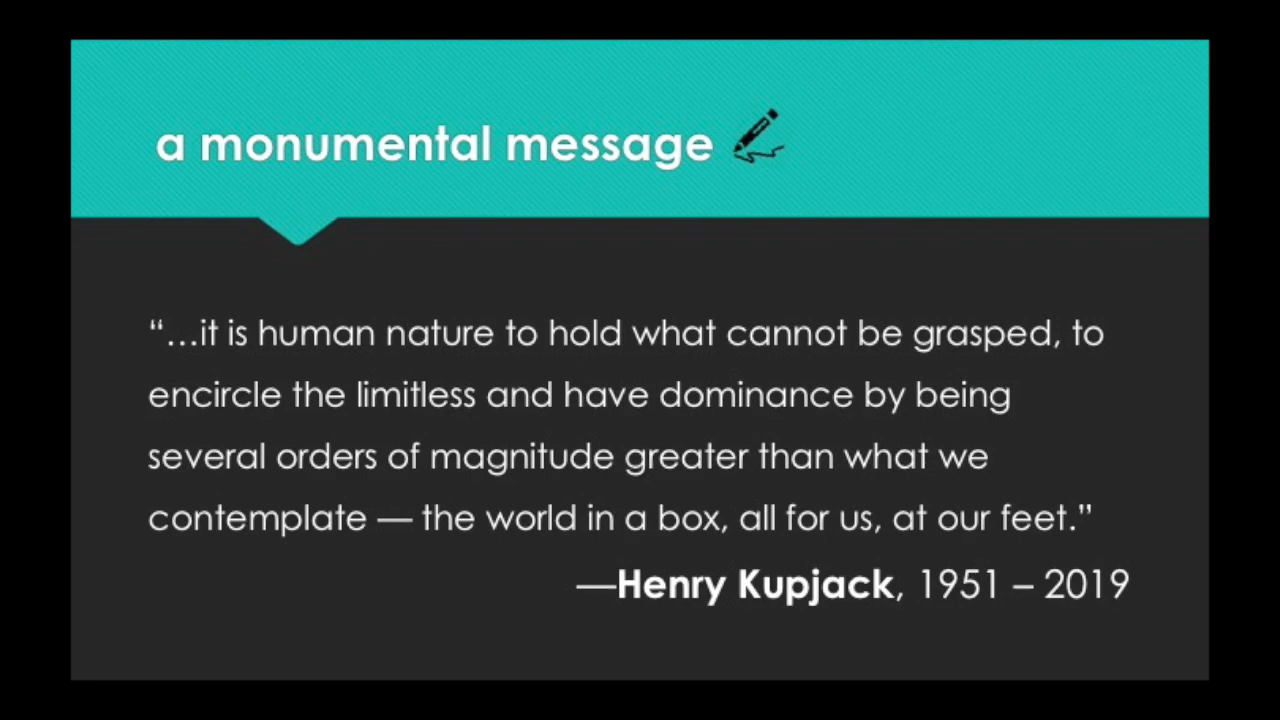 a monumental message
“…it is human nature to hold what cannot be grasped, to
encircle the limitless and have dominance by being
several orders of magnitude greater than what we
contemplate — the world in a box, all for us, at our feet.”
—Henry Kupjack, 1951 – 2019